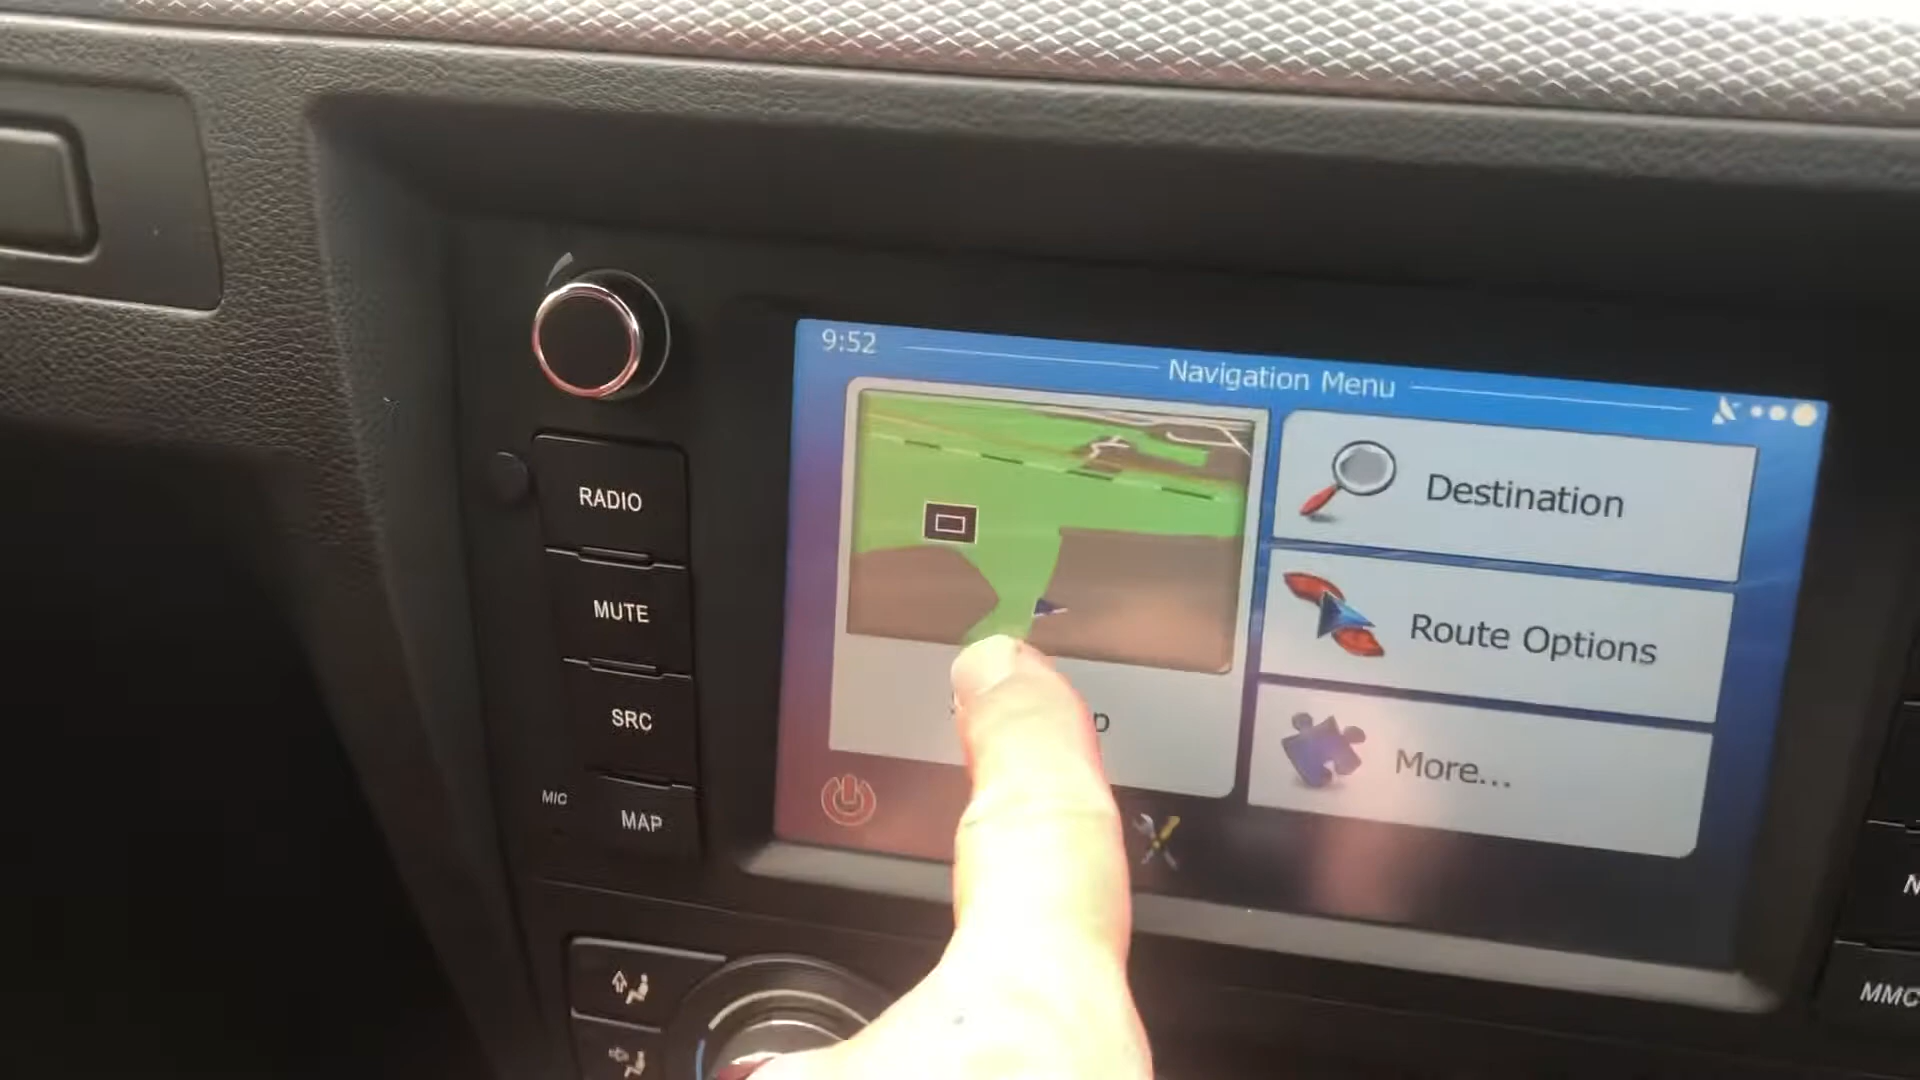 9:52
Navigation Menu
Destination
Route Options
More...
RADIO
MUTE
SRC
MIC
MAP
MMC